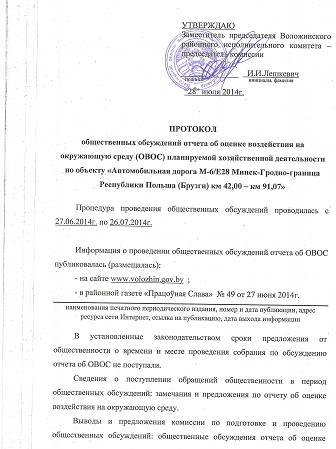 УТВЕРЖДАЮ
Заместитель председателя Воложинского
районного исполнительного комитета –
председатель комиссии
И.И.Лешкевич
подпись инициалы, фамилия
"28" июля 2014г.
ПРОТОКОЛ
общественных обсуждений отчета об оценке воздействия на
окружающую среду (ОВОС) планируемой хозяйственной деятельности
по объекту «Автомобильная дорога М-6/Е28 Минск-Гродно-граница
Республики Польша (Брузги) км 42,00 – км 91,07»
Процедура проведения общественных обсуждений проводилась с
27.06.2014г. по 26.07.2014г.
Информация о проведении общественных обсуждений отчета об ОВОС
публиковалась (размещалась):
- на сайте www.volozhin.gov.by ;
- в районной газете «Працоўная Слава» № 49 от 27 июня 2014г.
наименования печатного периодического издания, номер и дата публикации, адрес
ресурса сети Интернет, ссылка на публикацию, дата выхода информации
В установленные законодательством сроки предложения от
общественности о времени и месте проведения собрания по обсуждению
отчета об ОВОС не поступали.
Сведения о поступлении обращений общественности в период
общественных обсуждений: замечания и предложения по отчету об оценке
воздействия на окружающую среду.
Выводы и предложения комиссии по подготовке и проведению
общественных обсуждений: общественные обсуждения отчета об оценке